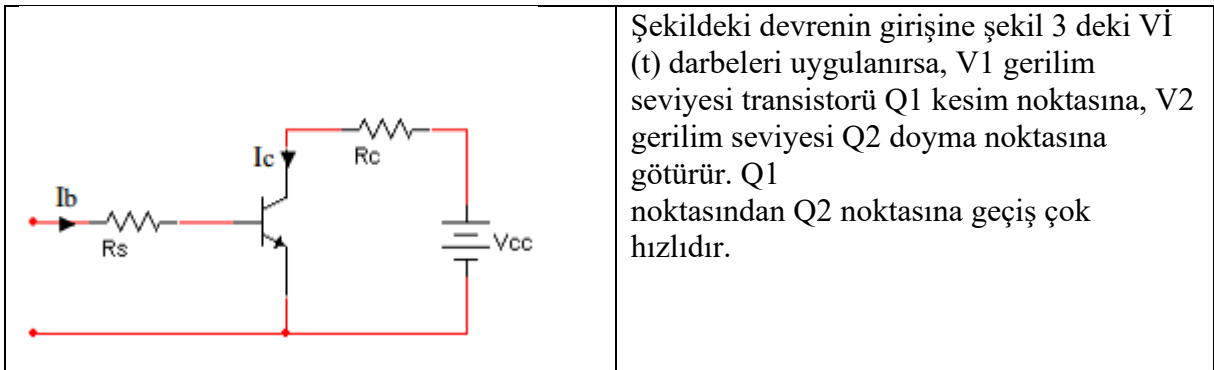 Ib
Rs
Ic
Rc
Vcc
Şekildeki devrenin girişine şekil 3 deki Vİ
(t) darbeleri uygulanırsa, V1 gerilim
seviyesi transistorü Q1 kesim noktasına, V2
gerilim seviyesi Q2 doyma noktasına
götürür. Q1
noktasından Q2 noktasına geçiş çok
hızlıdır.